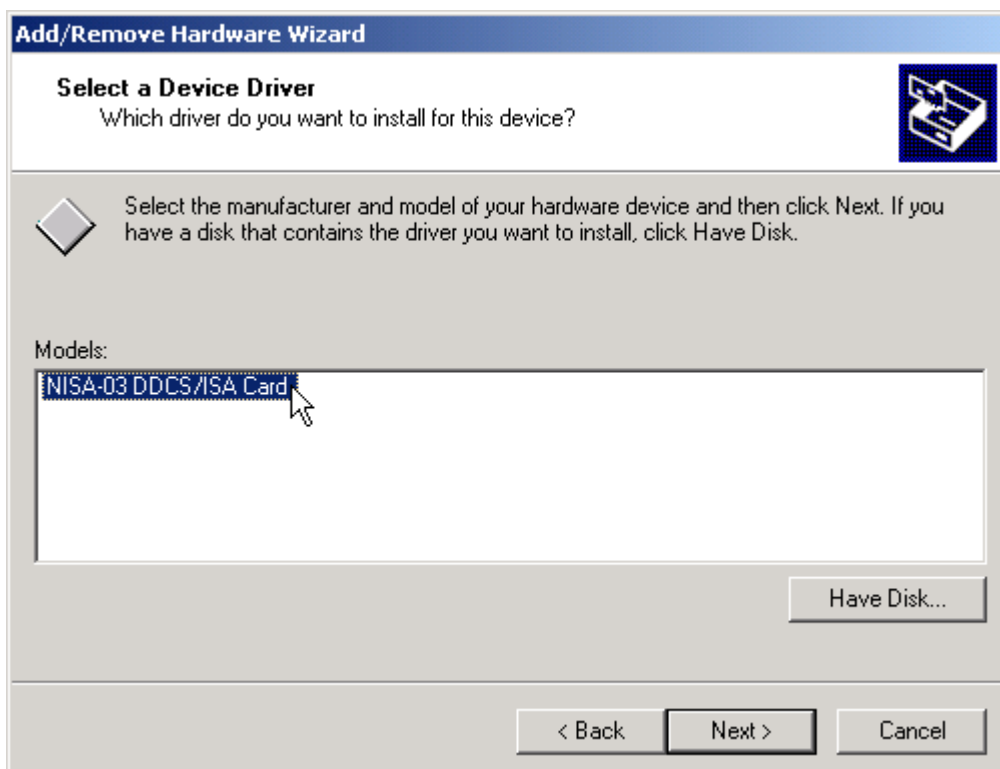 Add/Remove Hardware Wizard
Select a Device Driver
Which driver do you want to install for this device?
Select the manufacturer and model of your hardware device and then click Next. If you
have a disk that contains the driver you want to install, click Have Disk.
Models:
NISA-03 DDCS/ISA Card
Have Disk...
< Back
Next >
Cancel